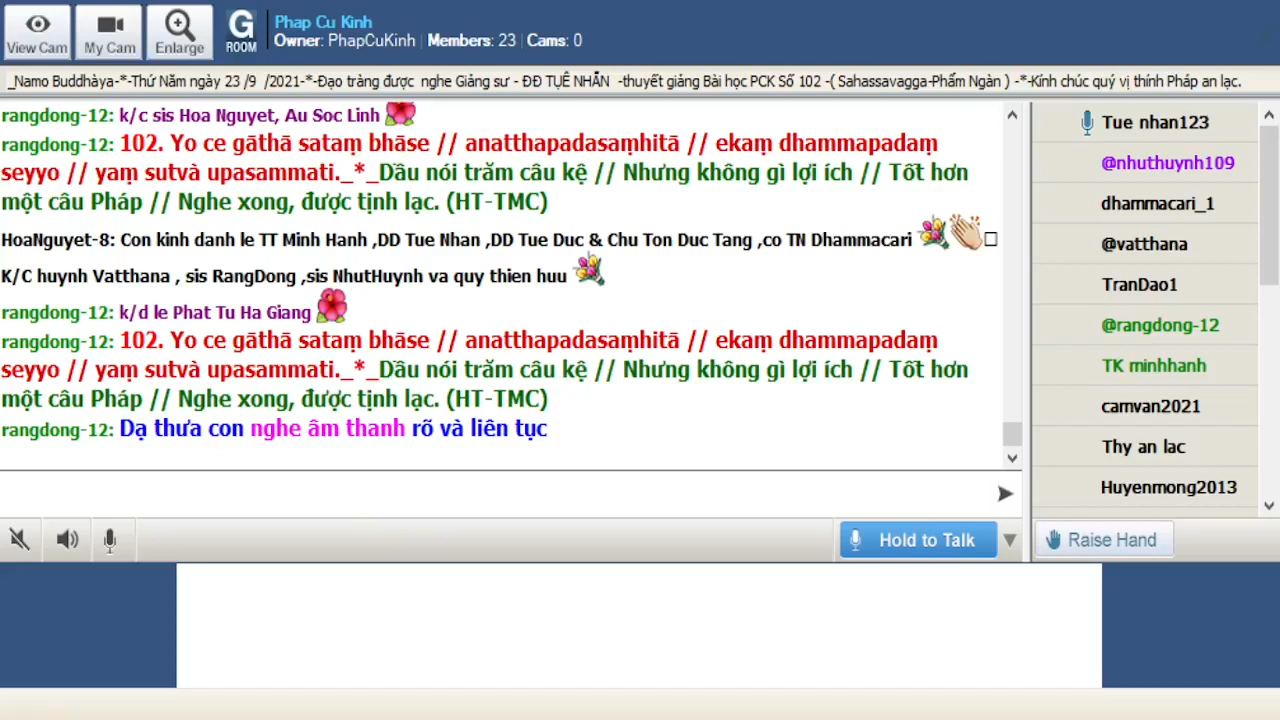 View Cam
My Cam
Enlarge
G
ROOM
Phap Cu Kinh
Owner: PhapCuKinh | Members: 23 | Cams: 0
_Namo Buddhàya-*-Thứ Năm ngày 23 /9 /2021-*-Đạo tràng được nghe Giảng sư - ĐĐ TUỆ NHẪN -thuyết giảng Bài học PCK Số 102 -( Sahassavagga-Phẩm Ngàn ) -*-Kính chúc quý vị thính Pháp an lạc.
rangdong-12: k/c sis Hoa Nguyet, Au Soc Linh
rangdong-12: 102. Yo ce gāthā sataṃ bhāse // anatthapadasaṃhitā // ekaṃ dhammapadaṃ
seyyo // yaṃ sutvà upasammati._*_Dầu nói trăm câu kệ // Nhưng không gì lợi ích // Tốt hơn
một câu Pháp // Nghe xong, được tịnh lạc. (HT-TMC)
HoaNguyet-8: Con kinh danh le TT Minh Hanh ,DD Tue Nhan ,DD Tue Duc & Chu Ton Duc Tang ,co TN Dhammacari
K/C huynh Vatthana , sis RangDong ,sis NhutHuynh va quy thien huu
rangdong-12: k/d le Phat Tu Ha Giang
rangdong-12: 102. Yo ce gāthā sataṃ bhāse // anatthapadasaṃhitā // ekaṃ dhammapadaṃ
seyyo // yaṃ sutvà upasammati._*_Dầu nói trăm câu kệ // Nhưng không gì lợi ích // Tốt hơn
một câu Pháp // Nghe xong, được tịnh lạc. (HT-TMC)
rangdong-12: Dạ thưa con nghe âm thanh rõ và liên tục
Tue nhan123
@nhuthuynh109
dhammacari_1
@vatthana
TranDao1
@rangdong-12
TK minhhanh
camvan2021
Thy an lac
Huyenmong2013
Hold to Talk
Raise Hand